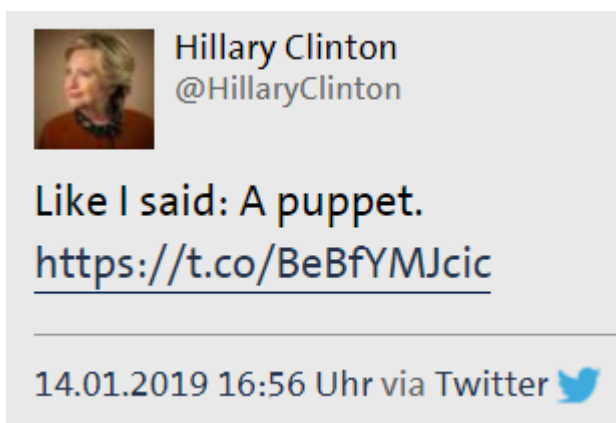 Hillary Clinton
@HillaryClinton
Like I said: A puppet.
https://t.co/BeBfYMJcic
14.01.2019 16:56 Uhr via Twitter